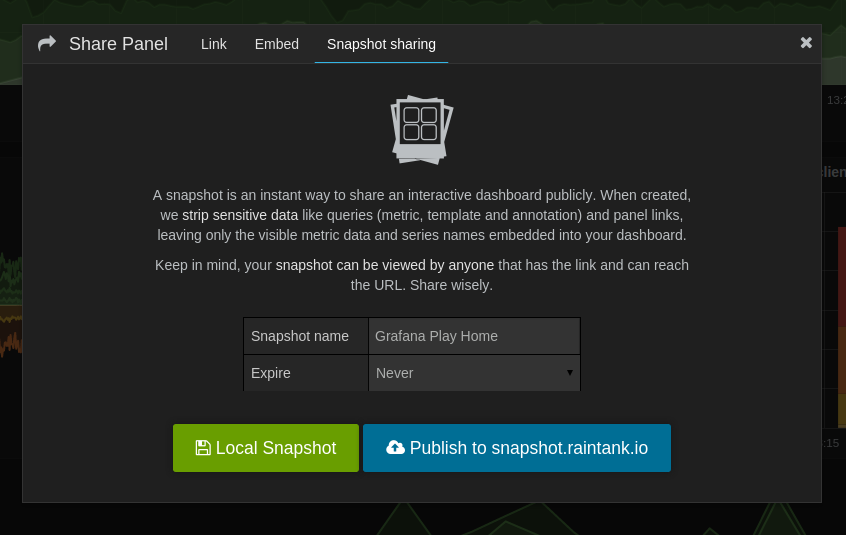 Share Panel Link Embed Snapshot sharing
13:2
clien
A snapshot is an instant way to share an interactive dashboard publicly. When created,
we strip sensitive data like queries (metric, template and annotation) and panel links,
leaving only the visible metric data and series names embedded into your dashboard.
Keep in mind, your snapshot can be viewed by anyone that has the link and can reach
the URL. Share wisely.
Snapshot name Grafana Play Home
Expire Never
:15
Local Snapshot Publish to snapshot.raintank.io